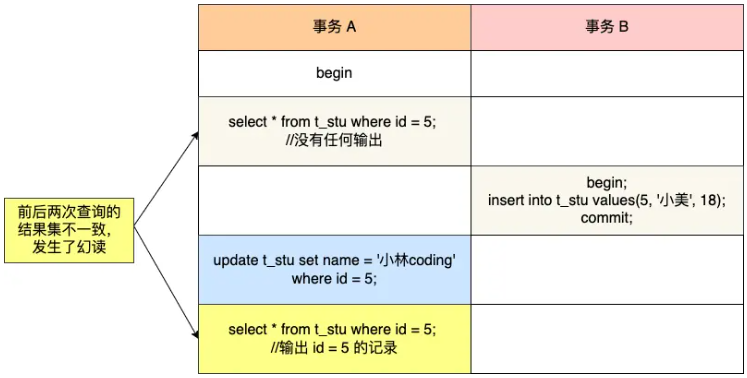 事务 A
事务 B
begin
select * from t_stu where id = 5;
//没有任何输出
begin;
insert into t_stu values(5, '小美', 18);
commit;
前后两次查询的
结果集不一致,
发生了幻读
update t_stu set name = '小林coding'
where id = 5;
select * from t_stu where id = 5;
//输出 id = 5 的记录